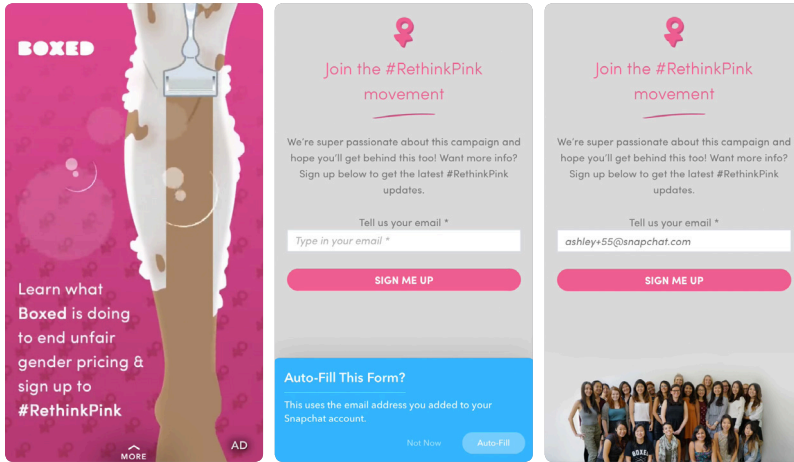 BOXED
Learn what
Boxed is doing
to end unfair
gender pricing &
sign up to
#RethinkPink
MORE
AD
Join the #RethinkPink
movement
We're super passionate about this campaign and
hope you'll get behind this too! Want more info?
Sign up below to get the latest #RethinkPink
updates.
Tell us your email *
Type in your email *
SIGN ME UP
Auto-Fill This Form?
This uses the email address you added to your
Snapchat account.
Not Now
Auto-Fill
Join the #RethinkPink
movement
We're super passionate about this campaign and
hope you'll get behind this too! Want more info?
Sign up below to get the latest #RethinkPink
updates.
Tell us your email *
ashley+55@snapchat.com
SIGN ME UP
BOXED